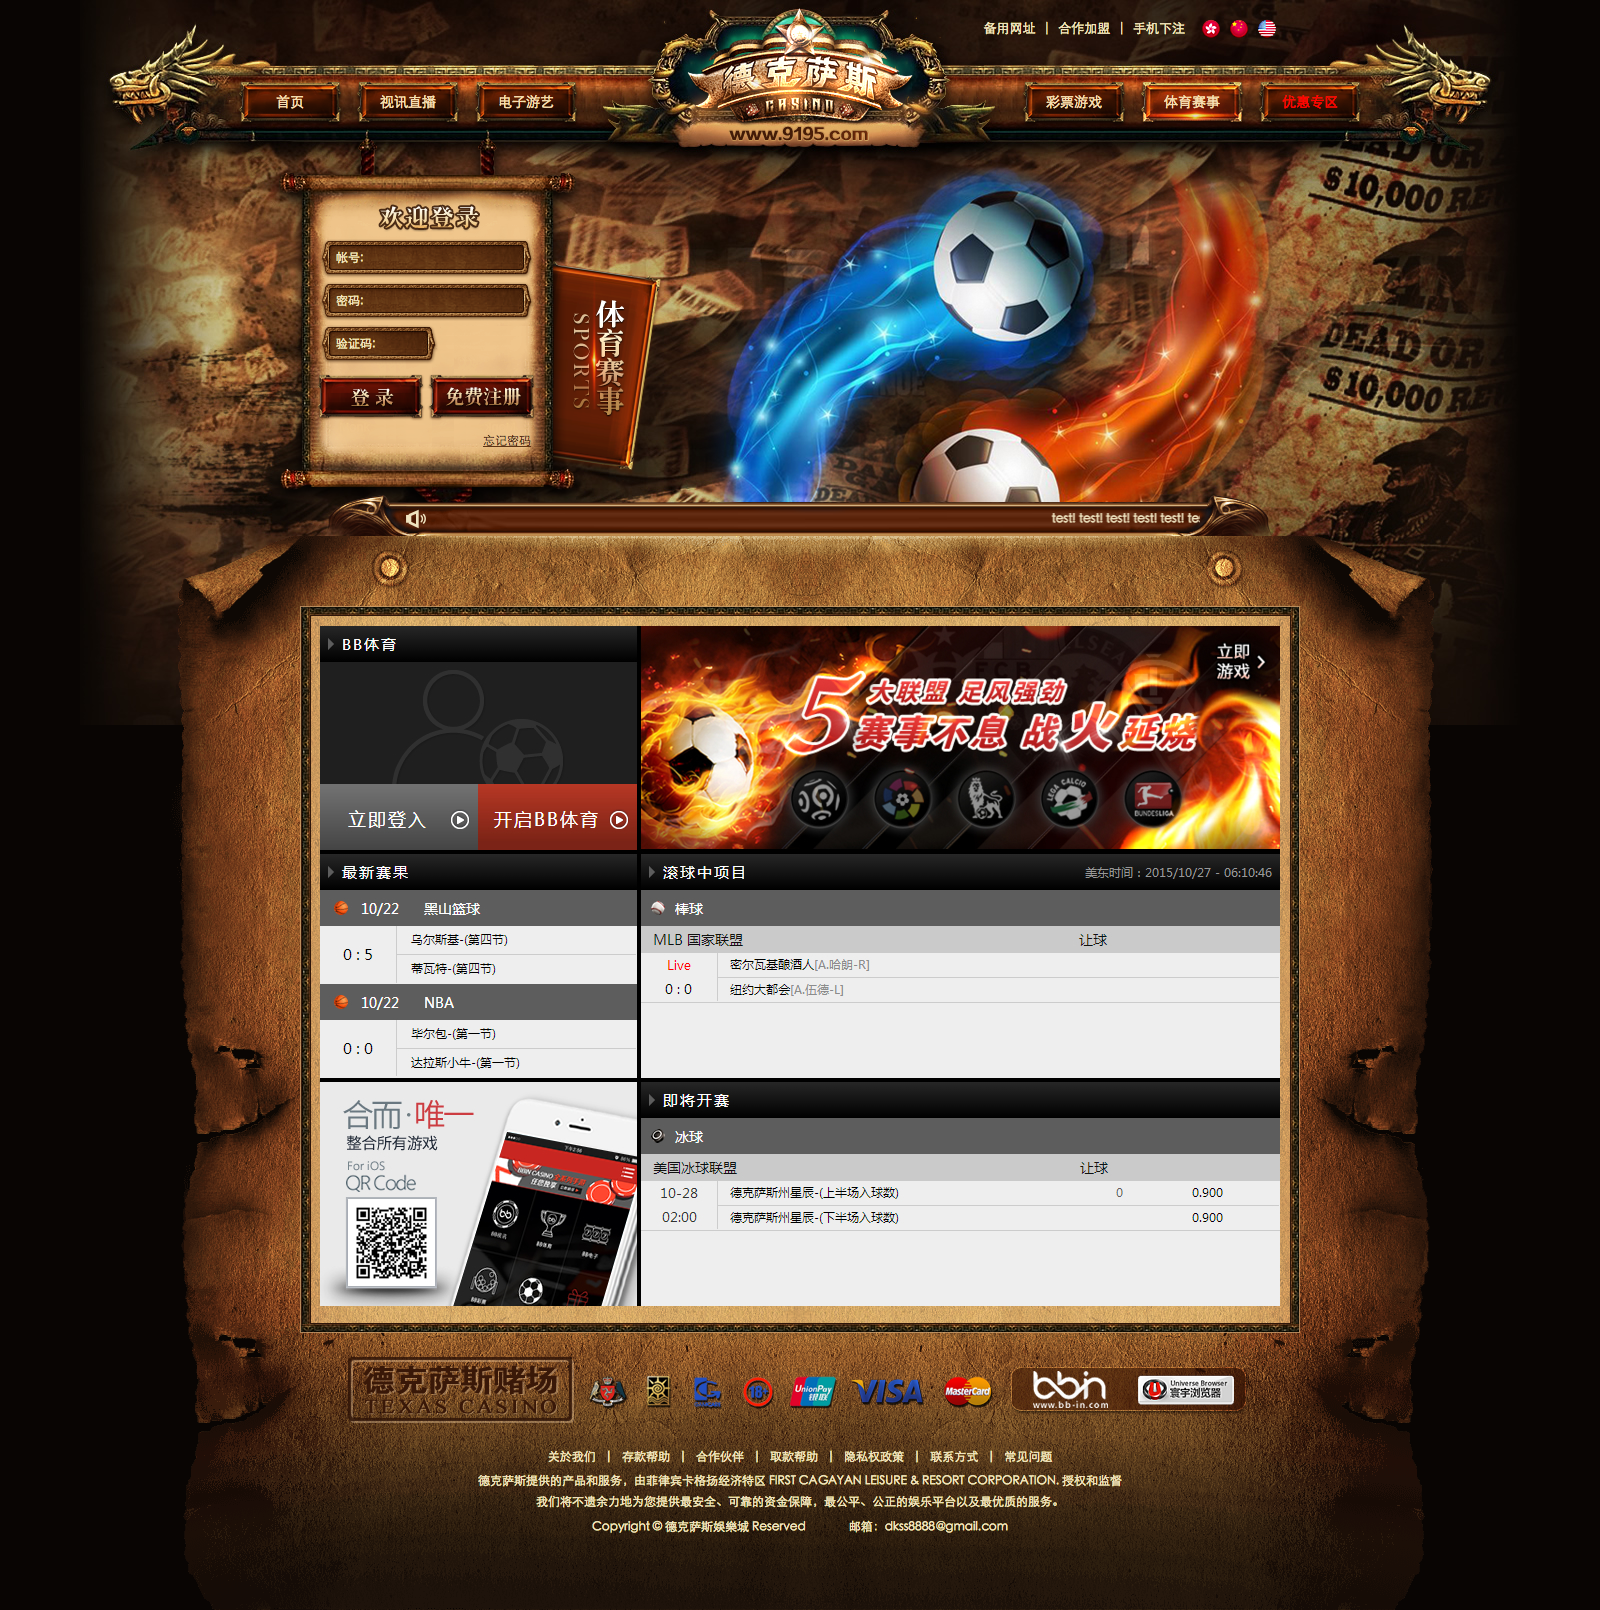 备用网址 | 合作加盟 | 手机下注
首页
视讯直播
电子游艺
德克萨斯
CASINO
www.9195.com
彩票游戏
体育赛事
优惠专区
欢迎登录
帐号:
密码:
验证码:
登 录
免费注册
忘记密码
体育赛事
SPORTS
DEAD OR A
$10,000 REW
DEAD OR
$10,000 REW
test! test! test! test! test! te
BB体育
立即登入
开启BB体育
立即
游戏
5大联盟 足风强劲
赛事不息 战火延烧
LEGA CALCIO
BUNDESLIGA
最新赛果
10/22 黑山篮球
0 : 5
乌尔斯基-(第四节)
蒂瓦特-(第四节)
10/22 NBA
0 : 0
毕尔包-(第一节)
达拉斯小牛-(第一节)
滚球中项目
美东时间 : 2015/10/27 - 06:10:46
棒球
MLB 国家联盟 让球
Live
密尔瓦基酿酒人[A.哈朗-R]
0 : 0
纽约大都会[A.伍德-L]
合而·唯一
整合所有游戏
For iOS
QR Code
即将开赛
冰球
美国冰球联盟 让球
10-28 德克萨斯州星辰-(上半场入球数) 0 0.900
02:00 德克萨斯州星辰-(下半场入球数) 0.900
德克萨斯赌场
TEXAS CASINO
18+
UnionPay
银联
VISA
MasterCard
bbin
www.bb-in.com
Universe Browser
寰宇浏览器
关於我们 | 存款帮助 | 合作伙伴 | 取款帮助 | 隐私权政策 | 联系方式 | 常见问题
德克萨斯提供的产品和服务，由菲律宾卡格扬经济特区 FIRST CAGAYAN LEISURE & RESORT CORPORATION. 授权和监督
我们将不遗余力地为您提供最安全、可靠的资金保障，最公平、公正的娱乐平台以及最优质的服务。
Copyright © 德克萨斯娱樂城 Reserved 邮箱：dkss8888@gmail.com